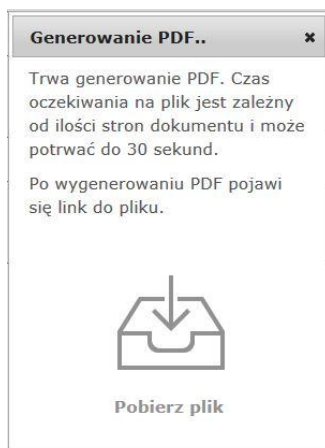 Generowanie PDF..
Trwa generowanie PDF. Czas
oczekiwania na plik jest zależny
od ilości stron dokumentu i może
potrwać do 30 sekund.
Po wygenerowaniu PDF pojawi
się link do pliku.
Pobierz plik